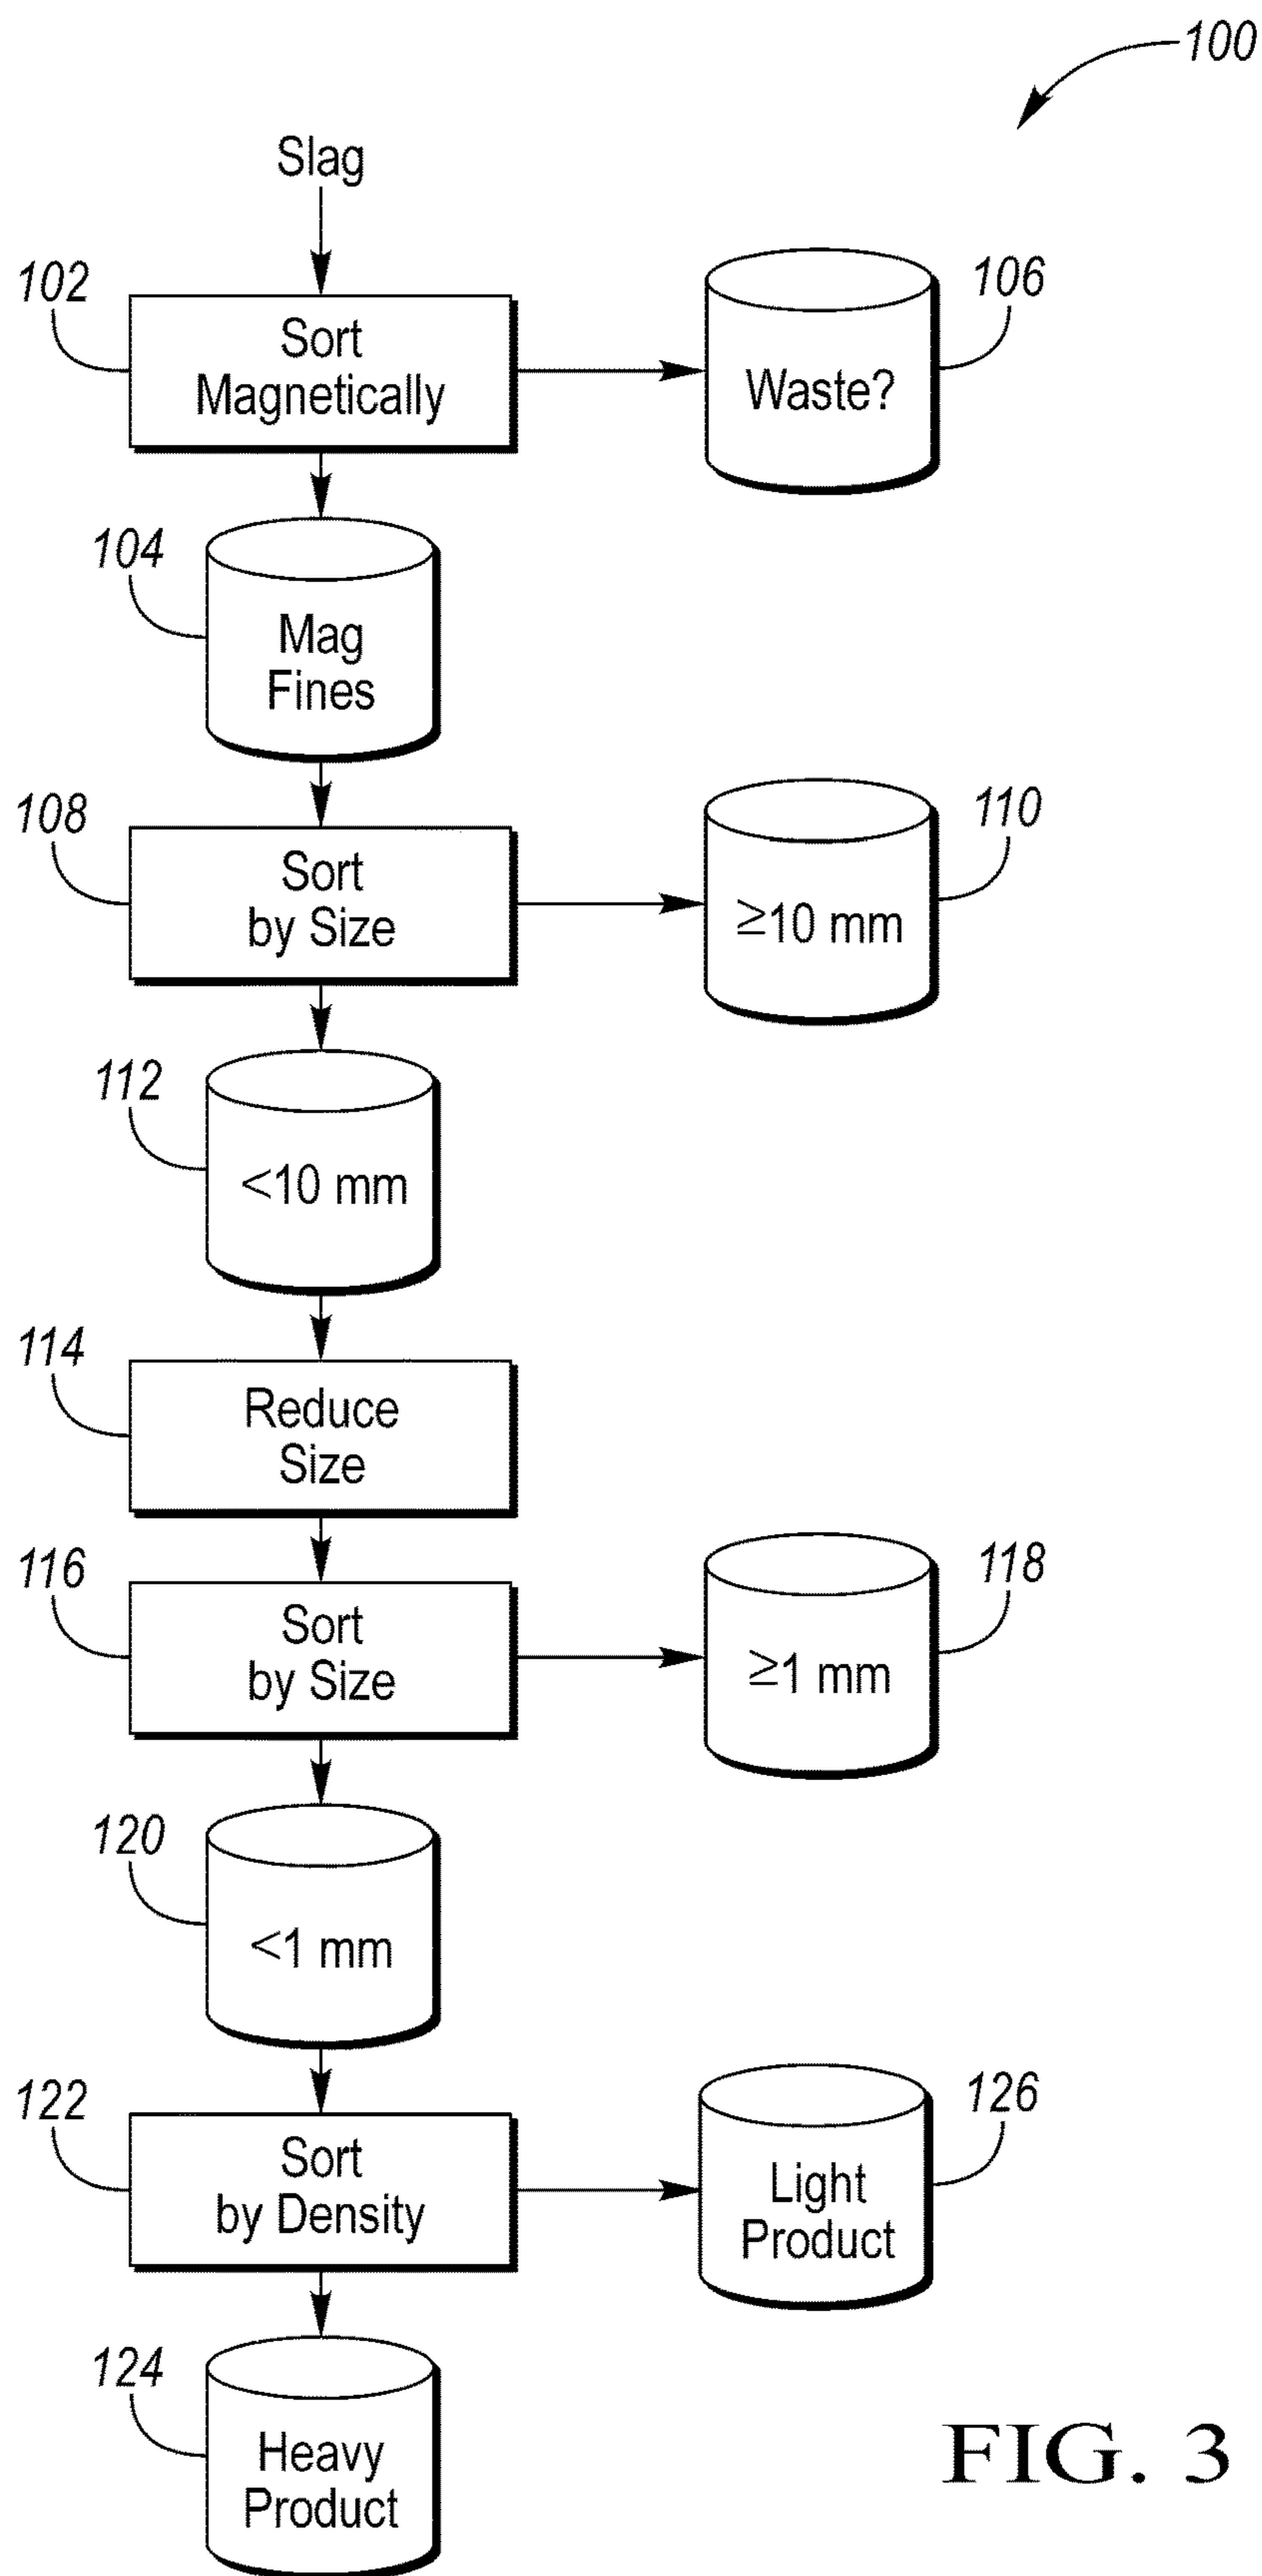 100
Slag
102
Sort
Magnetically
106
Waste?
104
Mag
Fines
108
Sort
by Size
110
≥10 mm
112
<10 mm
114
Reduce
Size
116
Sort
by Size
118
≥1 mm
120
<1 mm
122
Sort
by Density
126
Light
Product
124
Heavy
Product
FIG. 3